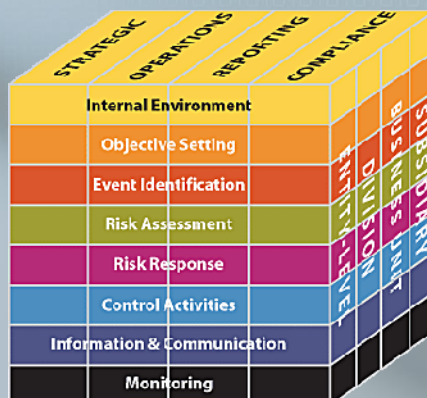 STRATEGIC
OPERATIONS
REPORTING
COMPLIANCE
Internal Environment
Objective Setting
Event Identification
Risk Assessment
Risk Response
Control Activities
Information & Communication
Monitoring
ENTITY-LEVEL
DIVISION
BUSINESS UNIT
SUBSIDIARY